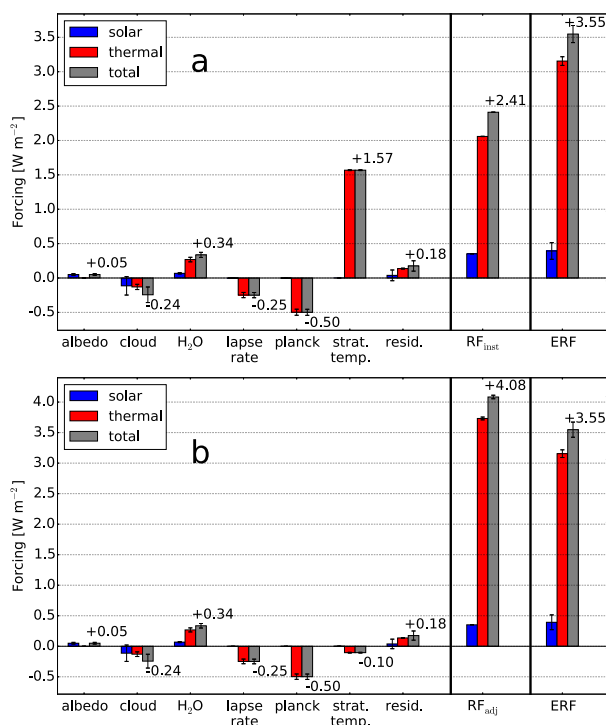 solar
thermal
total
a
Forcing [W m⁻²]
3.5
3.0
2.5
2.0
1.5
1.0
0.5
0.0
-0.5
+0.05
-0.24
+0.34
-0.25
-0.50
+1.57
+0.18
+2.41
+3.55
albedo
cloud
H₂O
lapse
rate
planck
strat.
temp.
resid.
RFinst
ERF
solar
thermal
total
b
Forcing [W m⁻²]
4.0
3.5
3.0
2.5
2.0
1.5
1.0
0.5
0.0
-0.5
+0.05
-0.24
+0.34
-0.25
-0.50
-0.10
+0.18
+4.08
+3.55
albedo
cloud
H₂O
lapse
rate
planck
strat.
temp.
resid.
RFadj
ERF